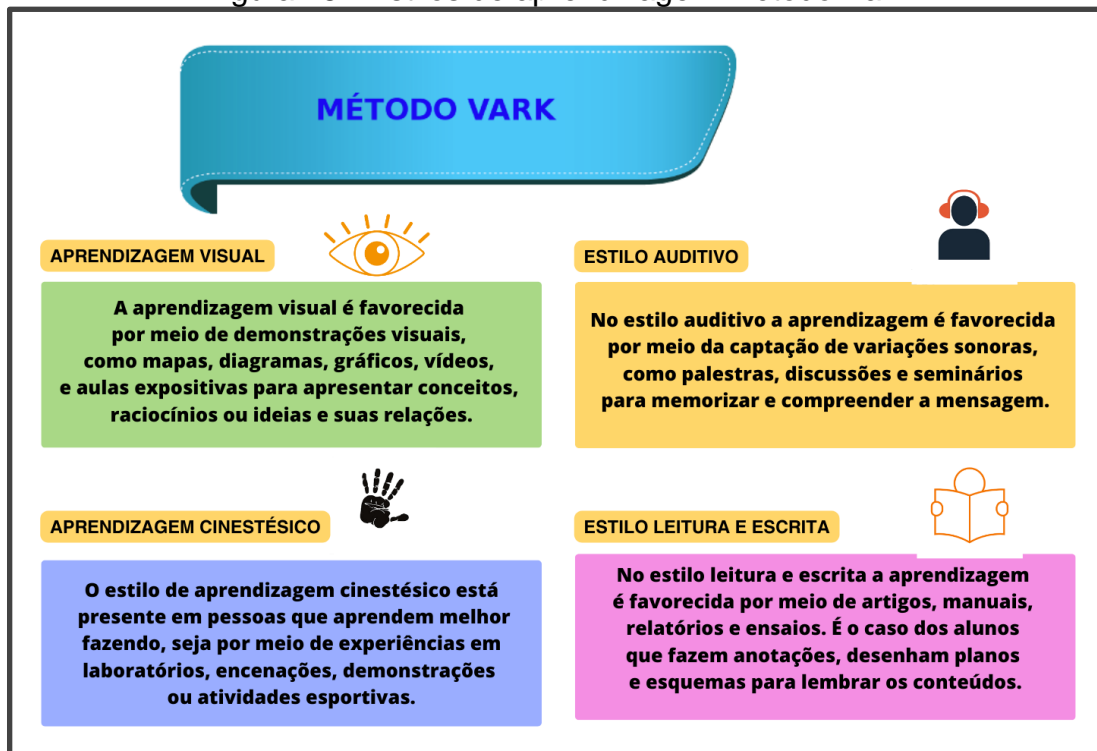 MÉTODO VARK
APRENDIZAGEM VISUAL
A aprendizagem visual é favorecida
por meio de demonstrações visuais,
como mapas, diagramas, gráficos, vídeos,
e aulas expositivas para apresentar conceitos,
raciocínios ou ideias e suas relações.
ESTILO AUDITIVO
No estilo auditivo a aprendizagem é favorecida
por meio da captação de variações sonoras,
como palestras, discussões e seminários
para memorizar e compreender a mensagem.
APRENDIZAGEM CINESTÉSICO
O estilo de aprendizagem cinestésico está
presente em pessoas que aprendem melhor
fazendo, seja por meio de experiências em
laboratórios, encenações, demonstrações
ou atividades esportivas.
ESTILO LEITURA E ESCRITA
No estilo leitura e escrita a aprendizagem
é favorecida por meio de artigos, manuais,
relatórios e ensaios. É o caso dos alunos
que fazem anotações, desenham planos
e esquemas para lembrar os conteúdos.